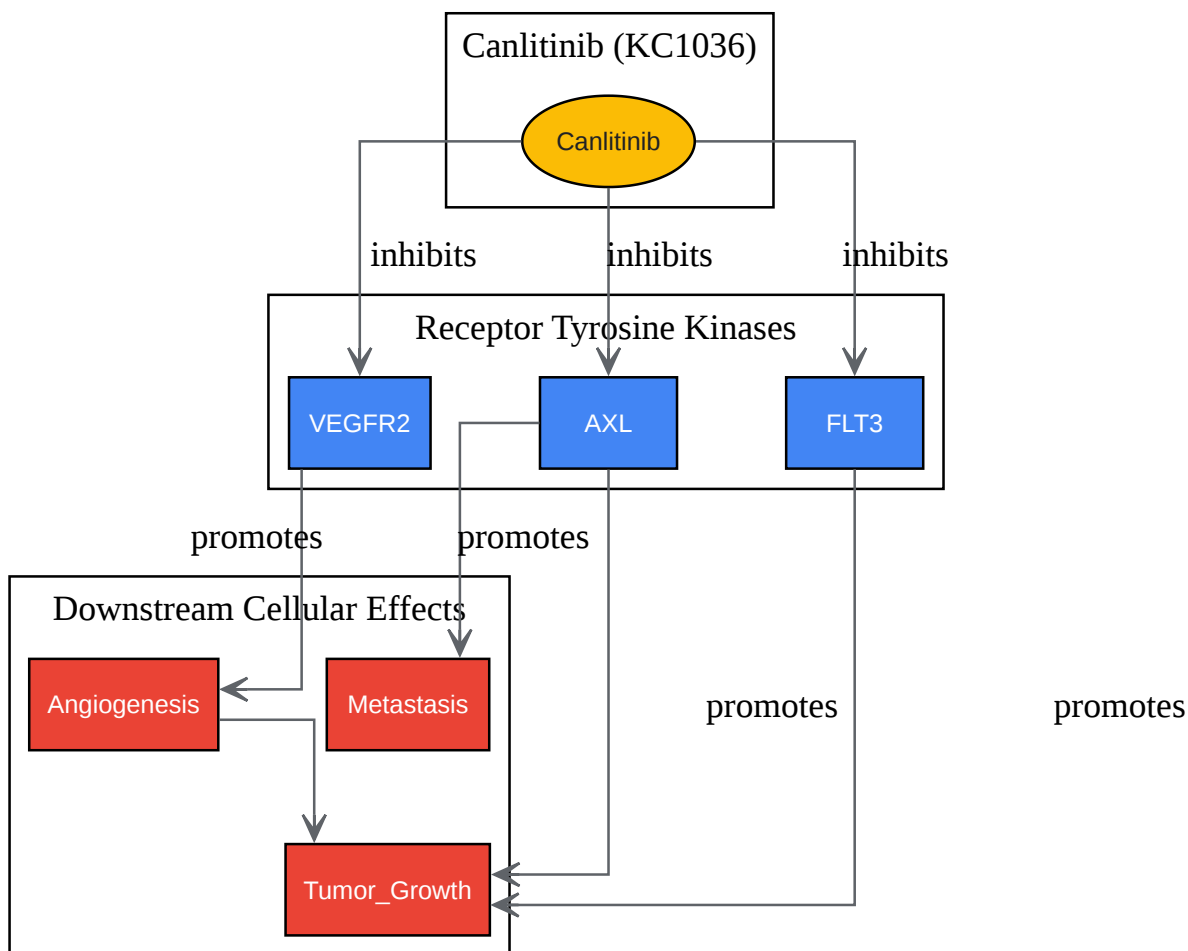 Canlitinib (KC1036)
Canlitinib
inhibits
inhibits
inhibits
Receptor Tyrosine Kinases
VEGFR2
AXL
FLT3
promotes
promotes
Downstream Cellular Effects
Angiogenesis
Metastasis
promotes
promotes
Tumor_Growth